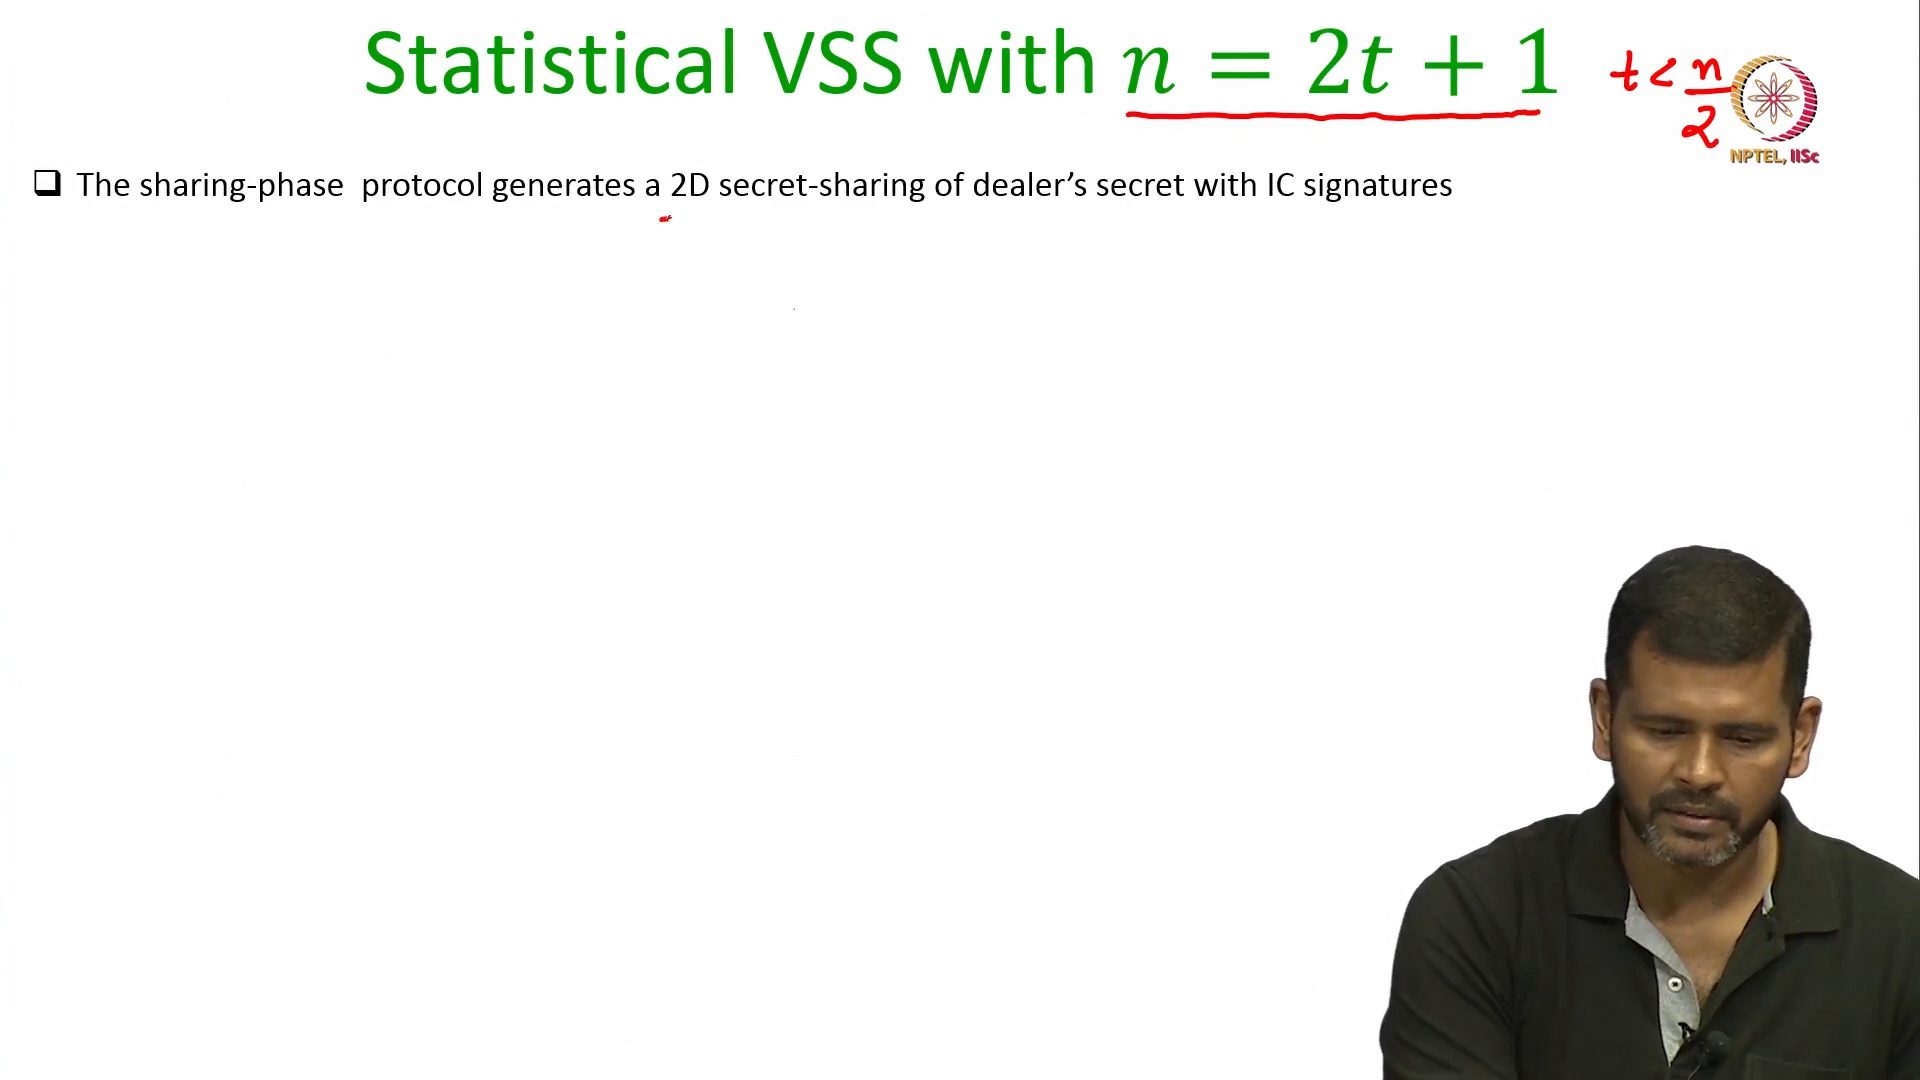 Statistical VSS with n = 2t + 1
t < n/2
NPTEL, IISc
❑ The sharing-phase protocol generates a 2D secret-sharing of dealer’s secret with IC signatures